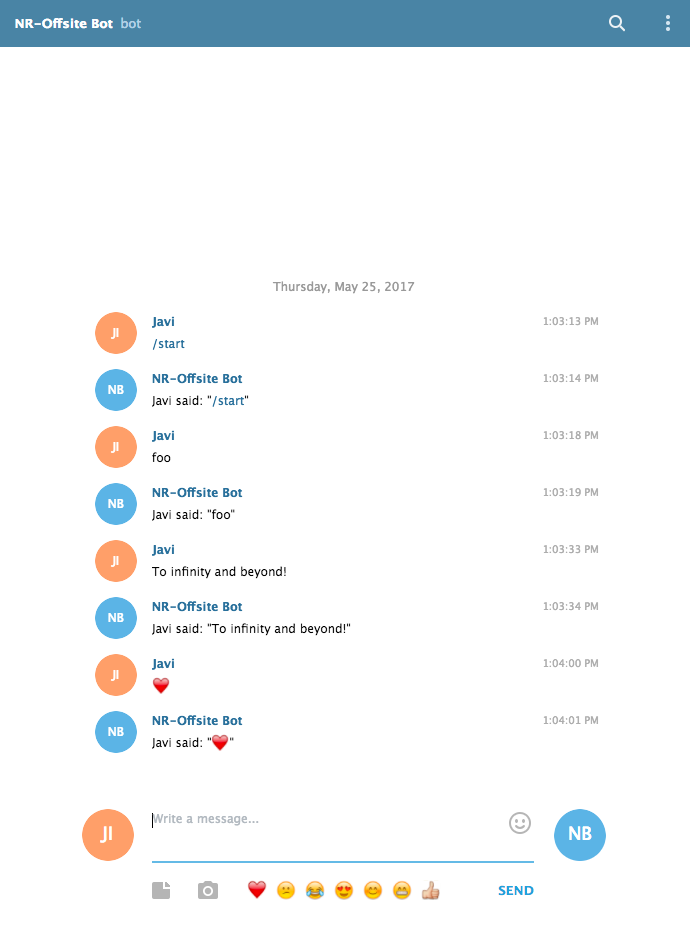 NR-Offsite Bot bot
Thursday, May 25, 2017
JI Javi 1:03:13 PM
/start
NB NR-Offsite Bot 1:03:14 PM
Javi said: "/start"
JI Javi 1:03:18 PM
foo
NB NR-Offsite Bot 1:03:19 PM
Javi said: "foo"
JI Javi 1:03:33 PM
To infinity and beyond!
NB NR-Offsite Bot 1:03:34 PM
Javi said: "To infinity and beyond!"
JI Javi 1:04:00 PM
❤️
NB NR-Offsite Bot 1:04:01 PM
Javi said: "❤️"
JI Write a message... NB
SEND